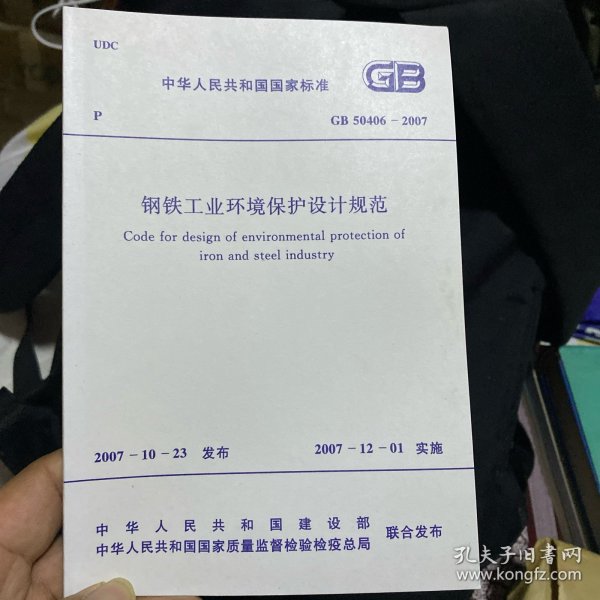 UDC
中华人民共和国国家标准
GB
P
GB 50406-2007
钢铁工业环境保护设计规范
Code for design of environmental protection of
iron and steel industry
2007-10-23 发布
2007-12-01 实施
中华人民共和国建设部
中华人民共和国国家质量监督检验检疫总局
联合发布
孔夫子旧书网
www.kongfz.com